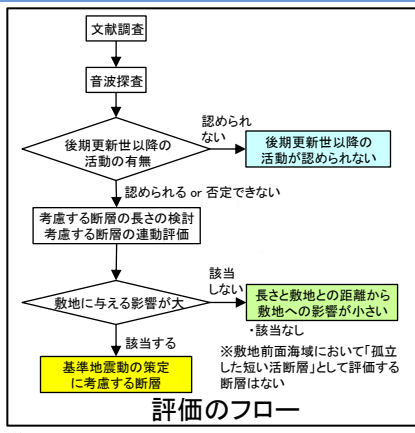 文献調査
音波探査
後期更新世以降の
活動の有無
認められ
ない
後期更新世以降の
活動が認められない
認められる or 否定できない
考慮する断層の長さの検討
考慮する断層の連動評価
敷地に与える影響が大
該当
しない
長さと敷地との距離から
敷地への影響が小さい
・該当なし
該当する
基準地震動の策定
に考慮する断層
※敷地前面海域において「孤立
した短い活断層」として評価する
断層はない
評価のフロー